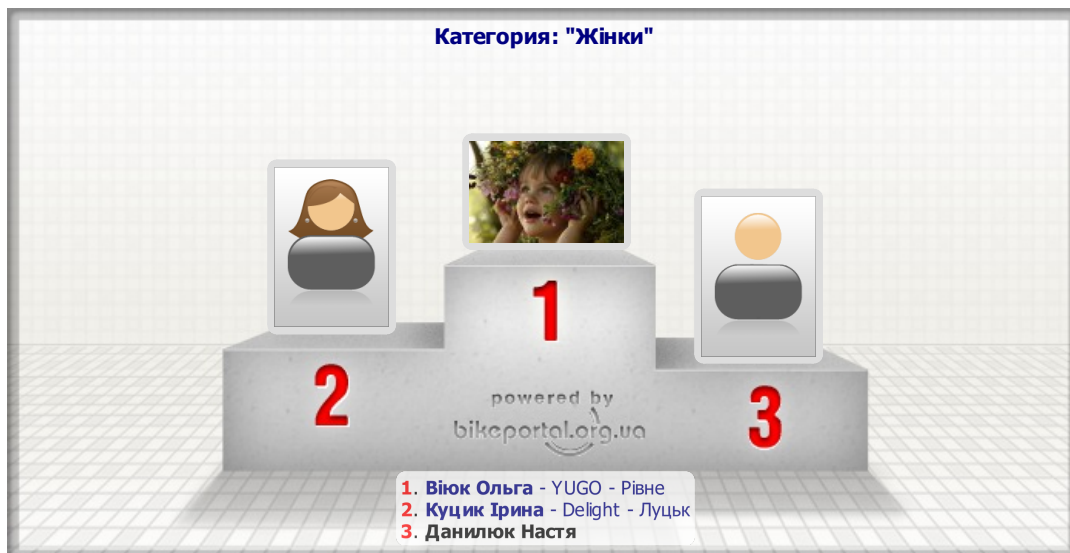 Категория: "Жінки"
1
2
3
powered by
bikeportal.org.ua
1. Віюк Ольга - YUGO - Рівне
2. Куцик Ірина - Delight - Луцьк
3. Данилюк Настя